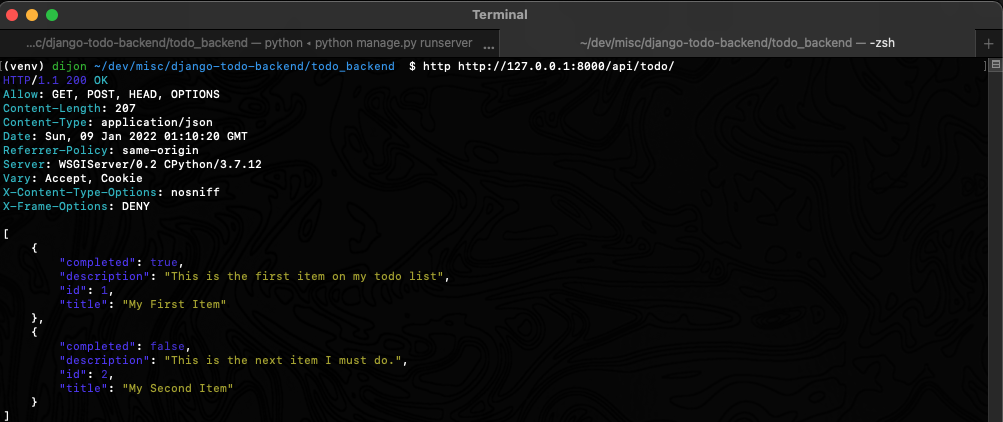 Terminal
...c/django-todo-backend/todo_backend — python • python manage.py runserver ...
~/dev/misc/django-todo-backend/todo_backend — -zsh +
[(venv) dijon ~/dev/misc/django-todo-backend/todo_backend $ http http://127.0.0.1:8000/api/todo/ ]
HTTP/1.1 200 OK
Allow: GET, POST, HEAD, OPTIONS
Content-Length: 207
Content-Type: application/json
Date: Sun, 09 Jan 2022 01:10:20 GMT
Referrer-Policy: same-origin
Server: WSGIServer/0.2 CPython/3.7.12
Vary: Accept, Cookie
X-Content-Type-Options: nosniff
X-Frame-Options: DENY
[
    {
        "completed": true,
        "description": "This is the first item on my todo list",
        "id": 1,
        "title": "My First Item"
    },
    {
        "completed": false,
        "description": "This is the next item I must do.",
        "id": 2,
        "title": "My Second Item"
    }
]